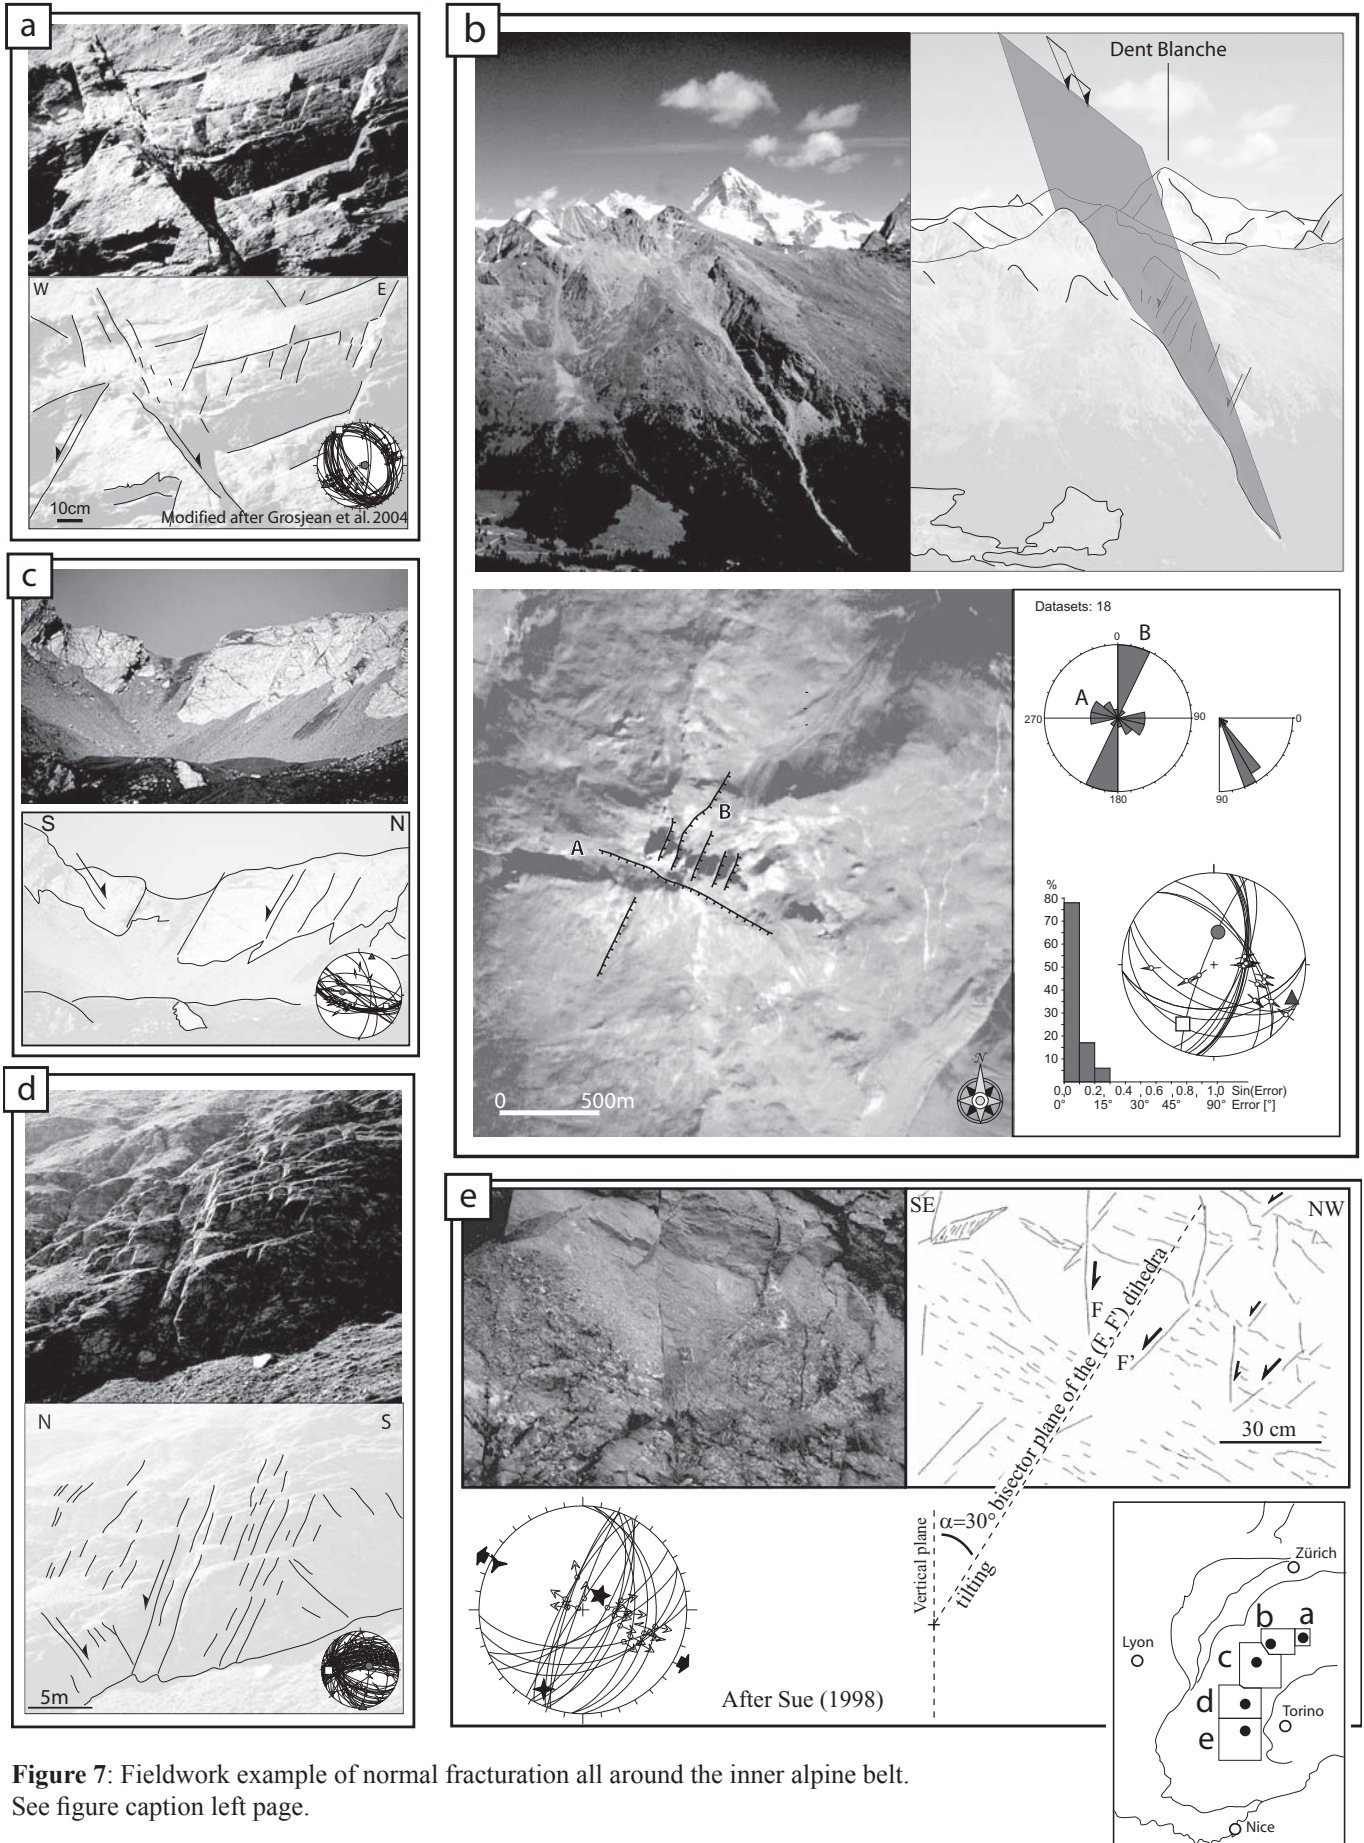 a
W E
10cm
Modified after Grosjean et al. 2004
b
Dent Blanche
A
B
0 500m
N
Datasets: 18
0
B
A
270
90
180
0
90
%
80
70
60
50
40
30
20
10
0,0 0.2 0.4 0.6 0.8 1.0 Sin(Error)
0° 15° 30° 45° 90° Error [°]
c
S N
d
N S
5m
e
SE NW
F
F'
bisector plane of the (F, F') dihedra
30 cm
α=30°
Vertical plane
tilting
After Sue (1998)
Zürich
b a
Lyon
c
d
Torino
e
Nice
Figure 7: Fieldwork example of normal fracturation all around the inner alpine belt.
See figure caption left page.